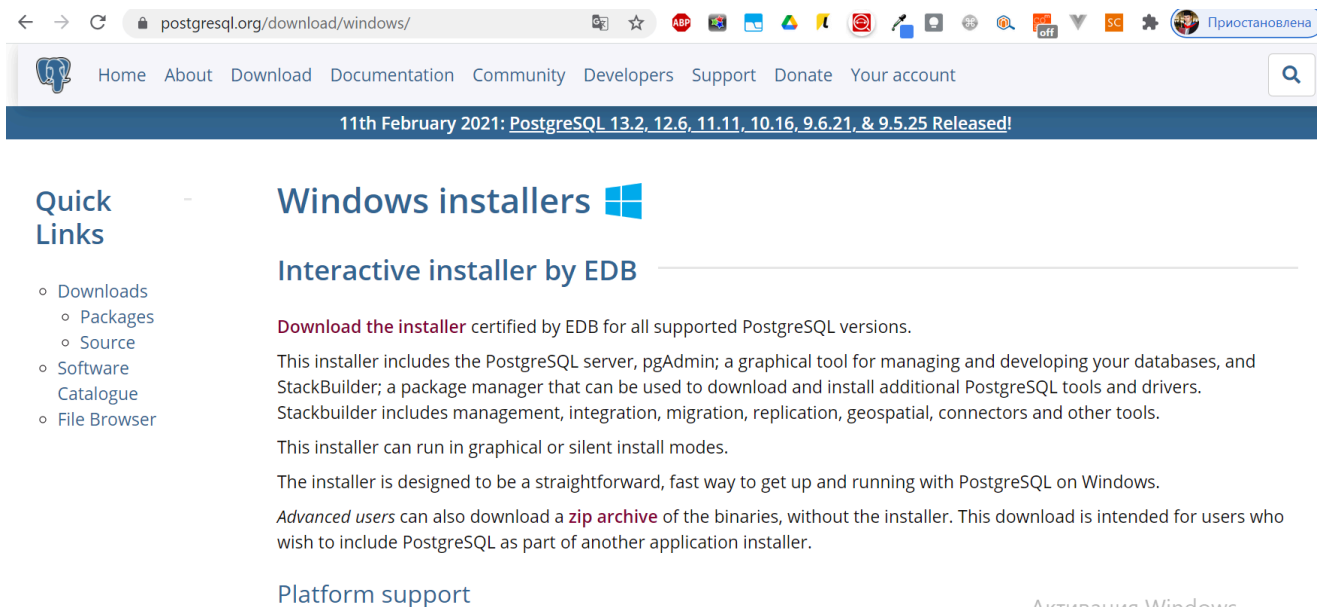 postgresql.org/download/windows/
ABP
off
SC
Приостановлена
Home About Download Documentation Community Developers Support Donate Your account
11th February 2021: PostgreSQL 13.2, 12.6, 11.11, 10.16, 9.6.21, & 9.5.25 Released!
Quick
Links
Downloads
Packages
Source
Software
Catalogue
File Browser
Windows installers
Interactive installer by EDB
Download the installer certified by EDB for all supported PostgreSQL versions.
This installer includes the PostgreSQL server, pgAdmin; a graphical tool for managing and developing your databases, and
StackBuilder; a package manager that can be used to download and install additional PostgreSQL tools and drivers.
Stackbuilder includes management, integration, migration, replication, geospatial, connectors and other tools.
This installer can run in graphical or silent install modes.
The installer is designed to be a straightforward, fast way to get up and running with PostgreSQL on Windows.
Advanced users can also download a zip archive of the binaries, without the installer. This download is intended for users who
wish to include PostgreSQL as part of another application installer.
Platform support
Активация Windows